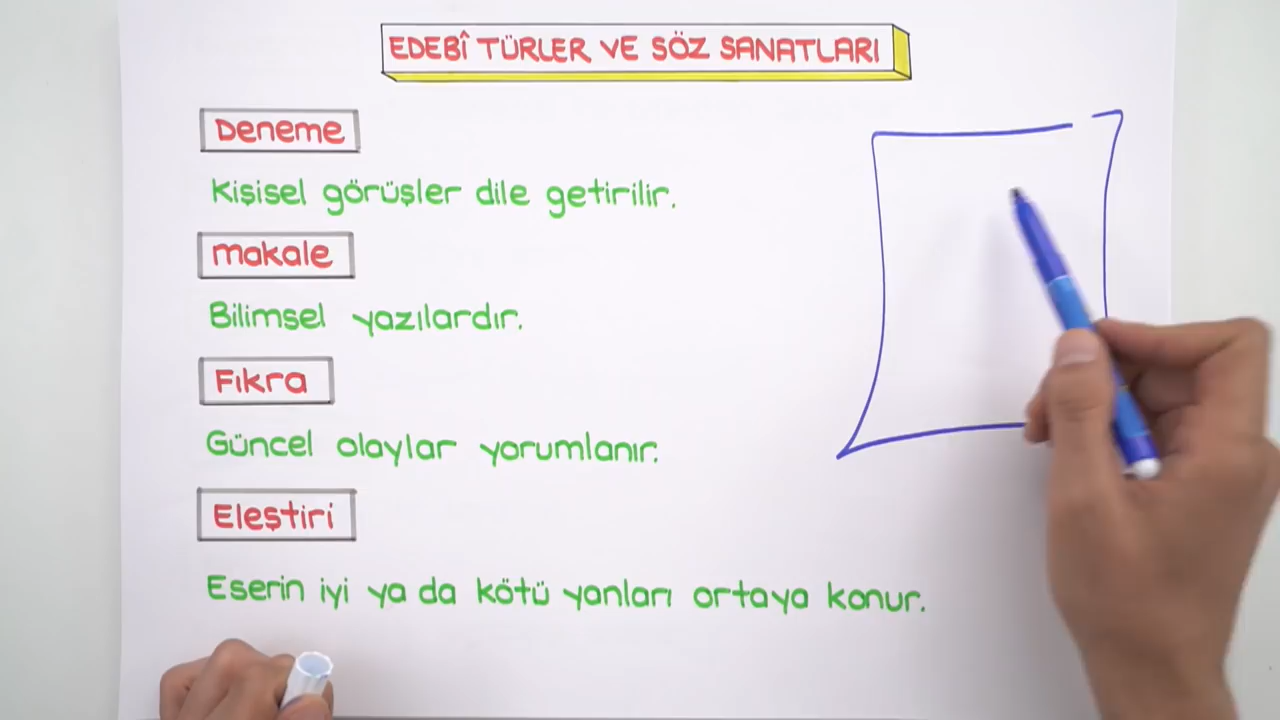 EDEBÎ TÜRLER VE SÖZ SANATLARI
Deneme
Kişisel görüşler dile getirilir.
Makale
Bilimsel yazılardır.
Fıkra
Güncel olaylar yorumlanır.
Eleştiri
Eserin iyi ya da kötü yanları ortaya konur.